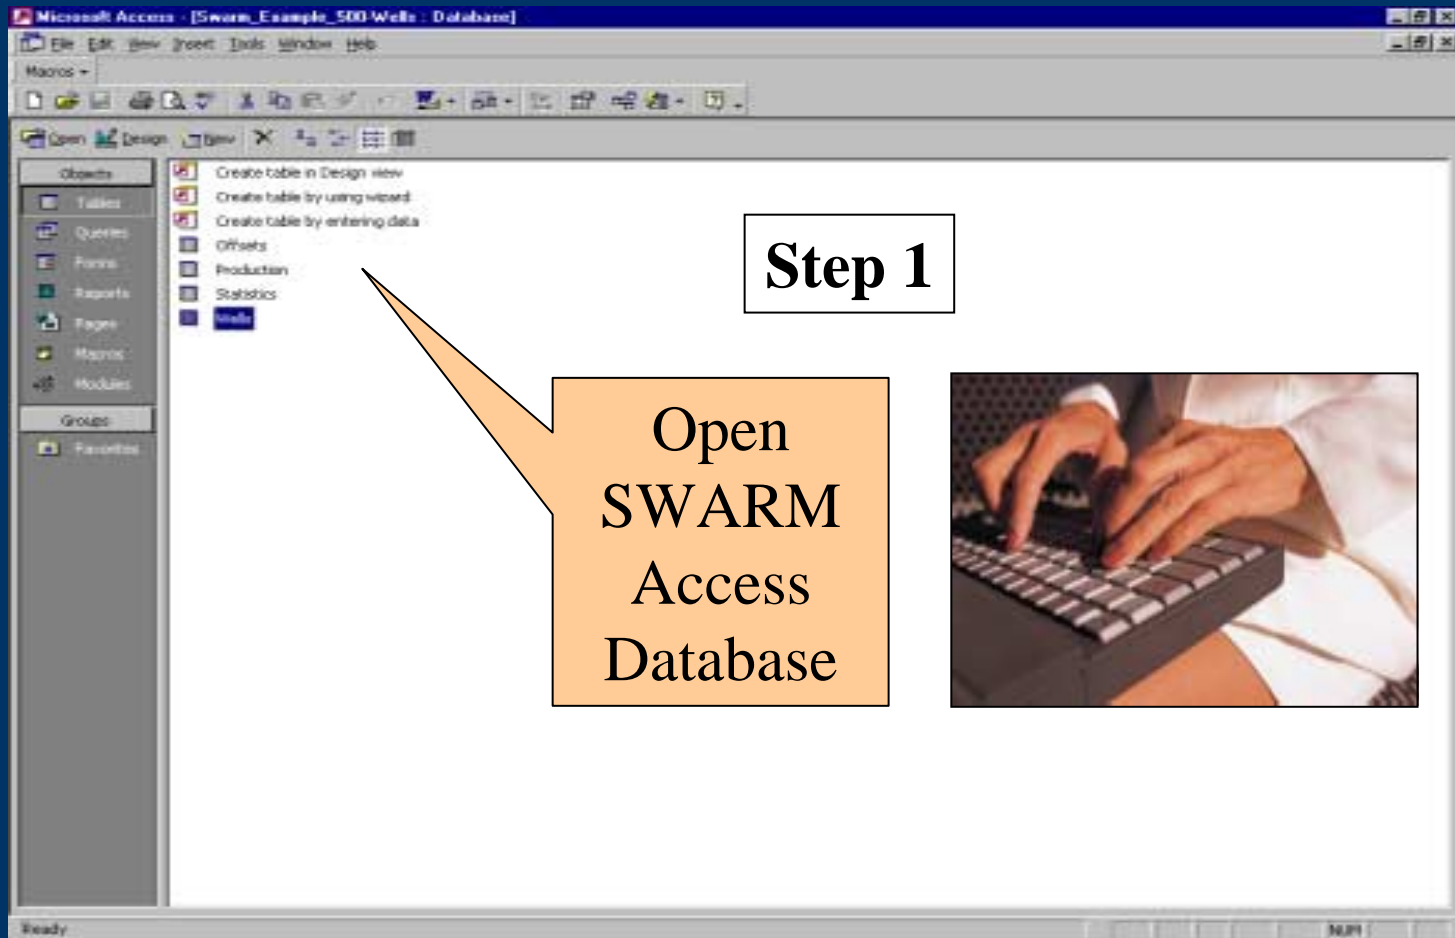 Microsoft Access - [Swarm_Example_500-Wells : Database]
File Edit View Insert Tools Window Help
Macros
Open Design New
Objects
Tables
Queries
Forms
Reports
Pages
Macros
Modules
Groups
Favorites
Create table in Design view
Create table by using wizard
Create table by entering data
Offsets
Production
Statistics
Wells
Step 1
Open
SWARM
Access
Database
Ready
NUM